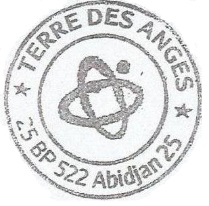 TERRE DES ANGES
25 BP 522 Abidjan 25